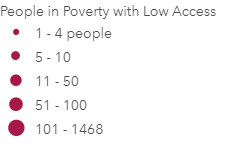 People in Poverty with Low Access
1 - 4 people
5 - 10
11 - 50
51 - 100
101 - 1468